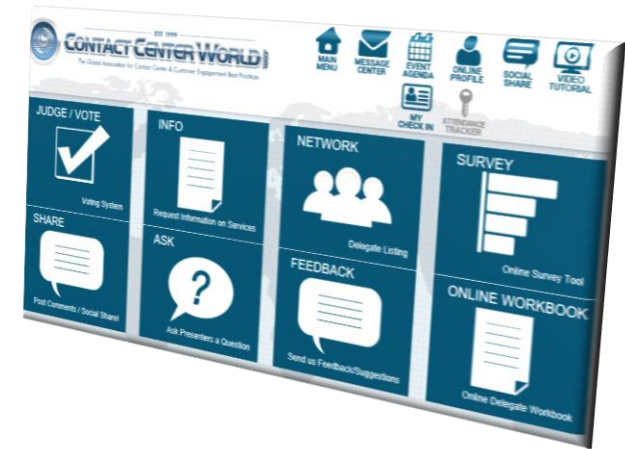 EST. 1999
CONTACT CENTER WORLD
The Global Association for Contact Center & Customer Engagement Best Practices
MAIN
MENU
MESSAGE
CENTER
EVENT
AGENDA
ONLINE
PROFILE
SOCIAL
SHARE
VIDEO
TUTORIAL
MY
CHECK IN
ATTENDANCE
TRACKER
JUDGE / VOTE
Voting System
INFO
Request Information on Services
NETWORK
Delegate Listing
SURVEY
Online Survey Tool
SHARE
Post Comments / Social Share!
ASK
?
Ask Presenters a Question
FEEDBACK
Send us Feedback/Suggestions
ONLINE WORKBOOK
Online Delegate Workbook